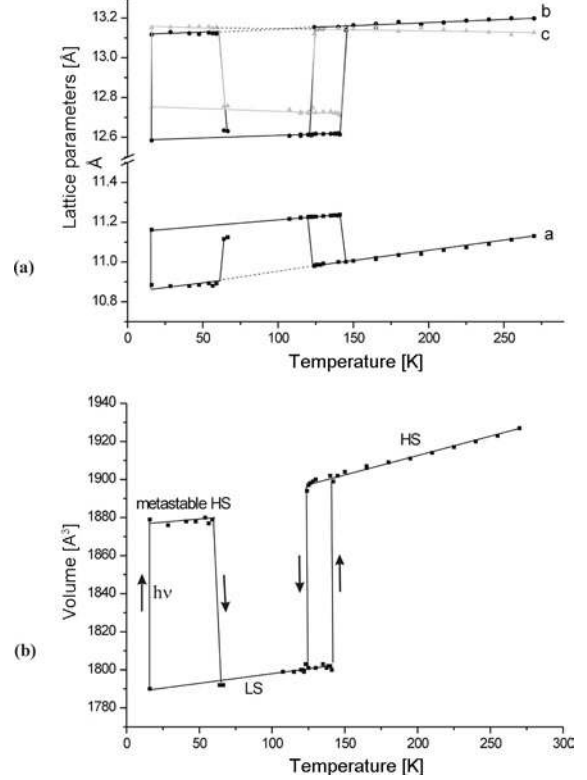 13.2
13.0
12.8
12.6
11.4
11.2
11.0
10.8
Lattice parameters [Å]
A
b
c
a
(a)
0 50 100 150 200 250
Temperature [K]
1940
1920
1900
1880
1860
1840
1820
1800
1780
Volume [A³]
HS
metastable HS
hν
LS
(b)
0 50 100 150 200 250 300
Temperature [K]